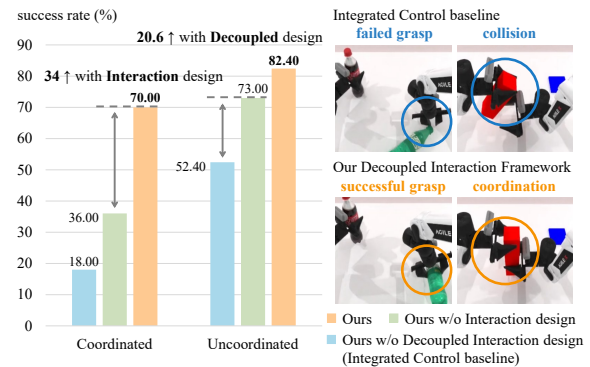 success rate (%)
20.6 ↑ with Decoupled design
34 ↑ with Interaction design
90
80
70
60
50
40
30
20
10
0
18.00
36.00
70.00
52.40
73.00
82.40
Coordinated
Uncoordinated
Integrated Control baseline
failed grasp
collision
AGILE
Our Decoupled Interaction Framework
successful grasp
coordination
AGILE
Ours
Ours w/o Interaction design
Ours w/o Decoupled Interaction design
(Integrated Control baseline)